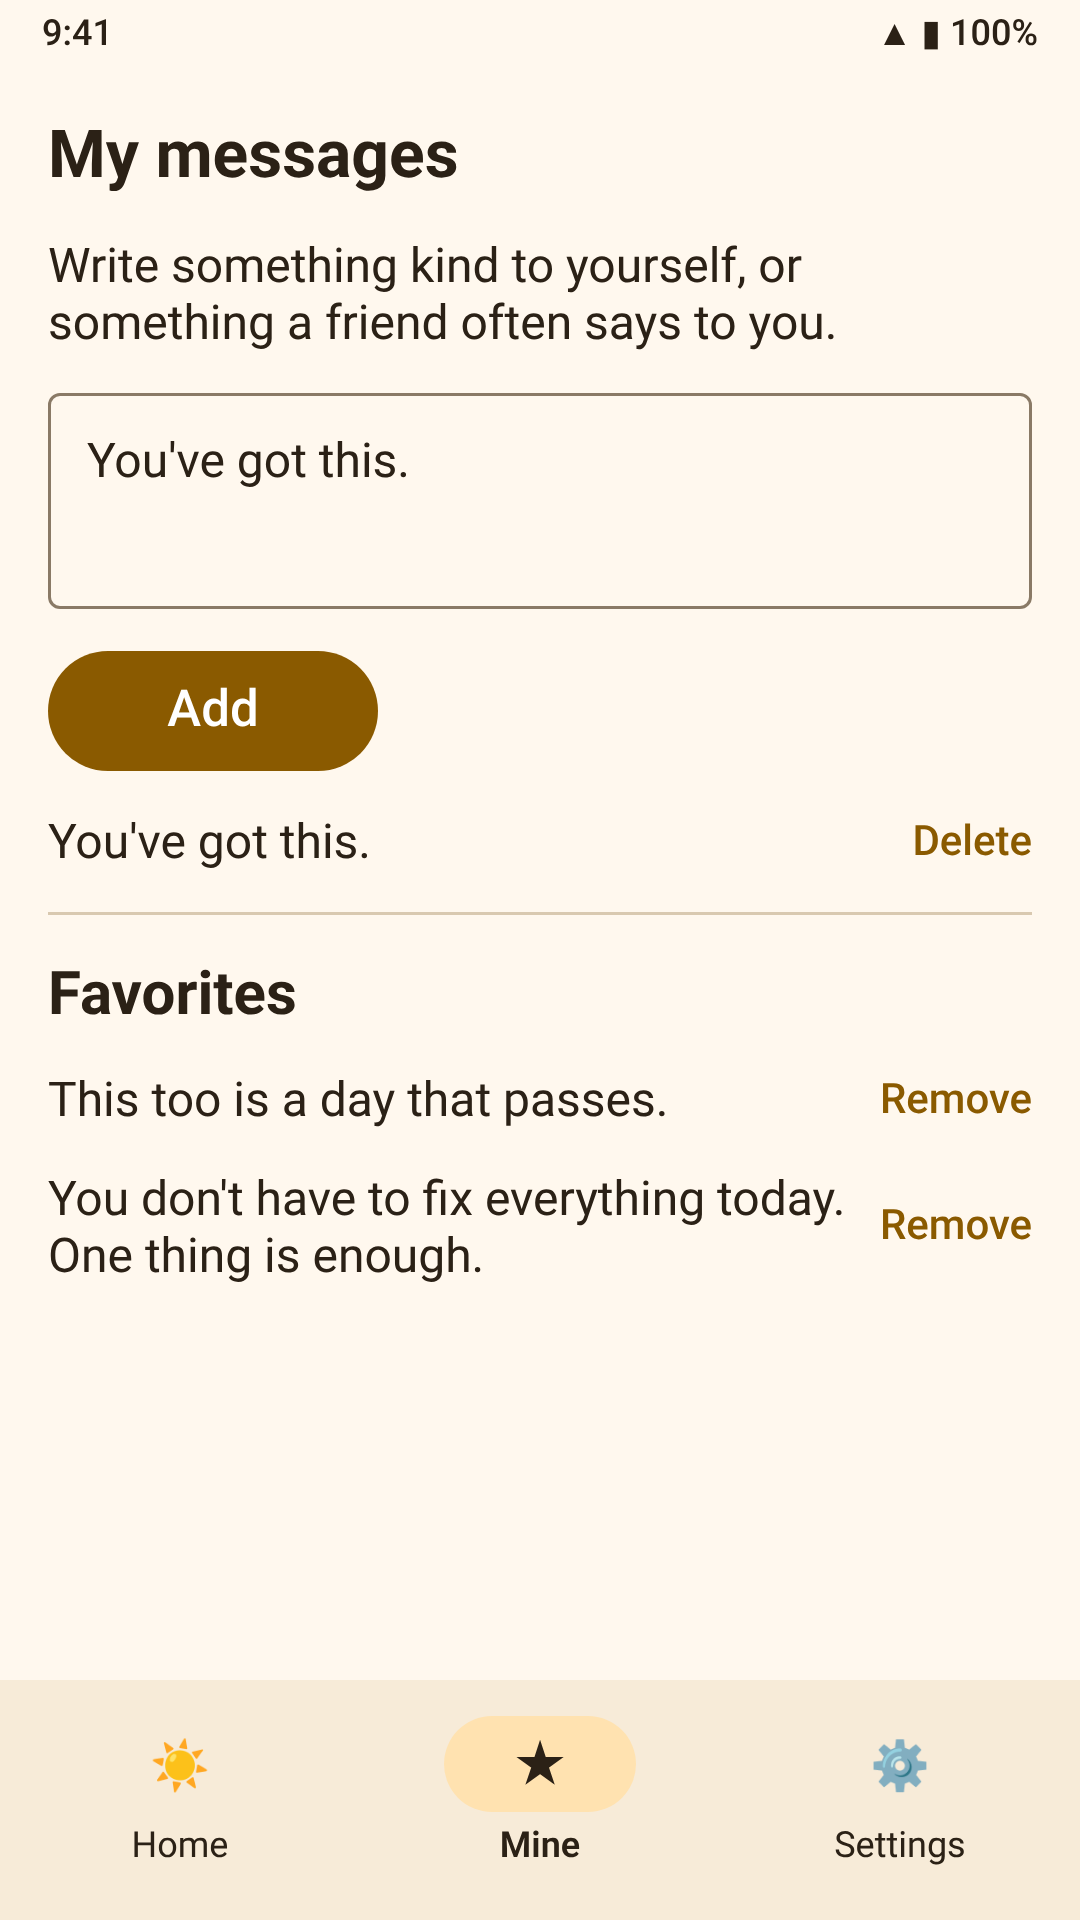 9:41
100%
My messages
Write something kind to yourself, or
something a friend often says to you.
You've got this.
Add
You've got this.
Delete
Favorites
This too is a day that passes.
Remove
You don't have to fix everything today.
One thing is enough.
Remove
Home
Mine
Settings